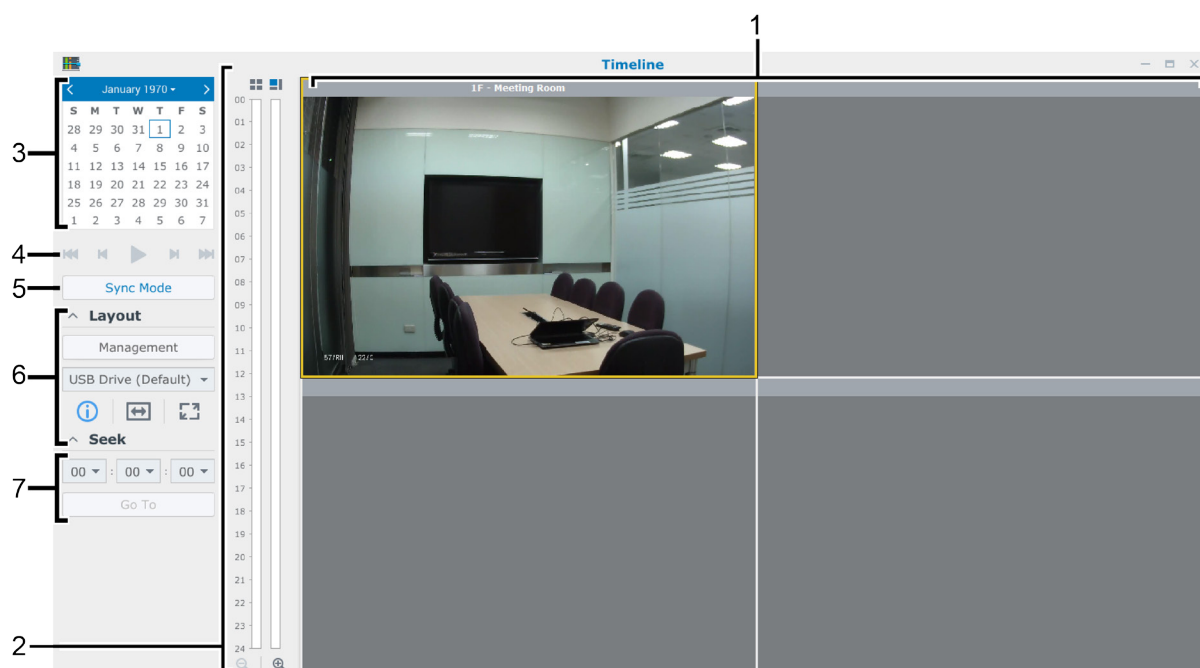 1
Timeline
January 1970
S M T W T F S
28 29 30 31 1 2 3
4 5 6 7 8 9 10
11 12 13 14 15 16 17
18 19 20 21 22 23 24
25 26 27 28 29 30 31
1 2 3 4 5 6 7
3
4
5
Sync Mode
Layout
Management
6
USB Drive (Default)
Seek
7
00 : 00 : 00
Go To
2
00
01
02
03
04
05
06
07
08
09
10
11
12
13
14
15
16
17
18
19
20
21
22
23
24
1F - Meeting Room